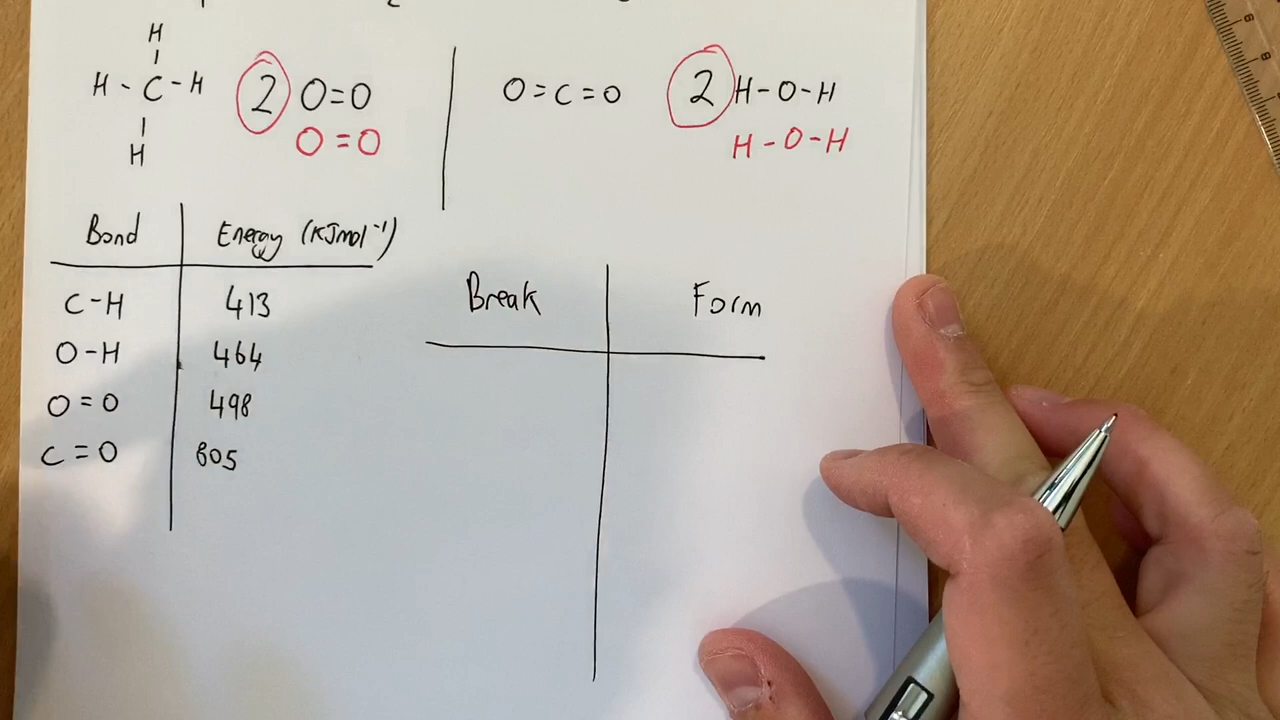 H
H - C - H 2 O=O O=C=O 2 H-O-H
O=O H-O-H
H
Bond Energy (KJmol⁻¹)
Break Form
C-H 413
O-H 464
O=O 498
C=O 805